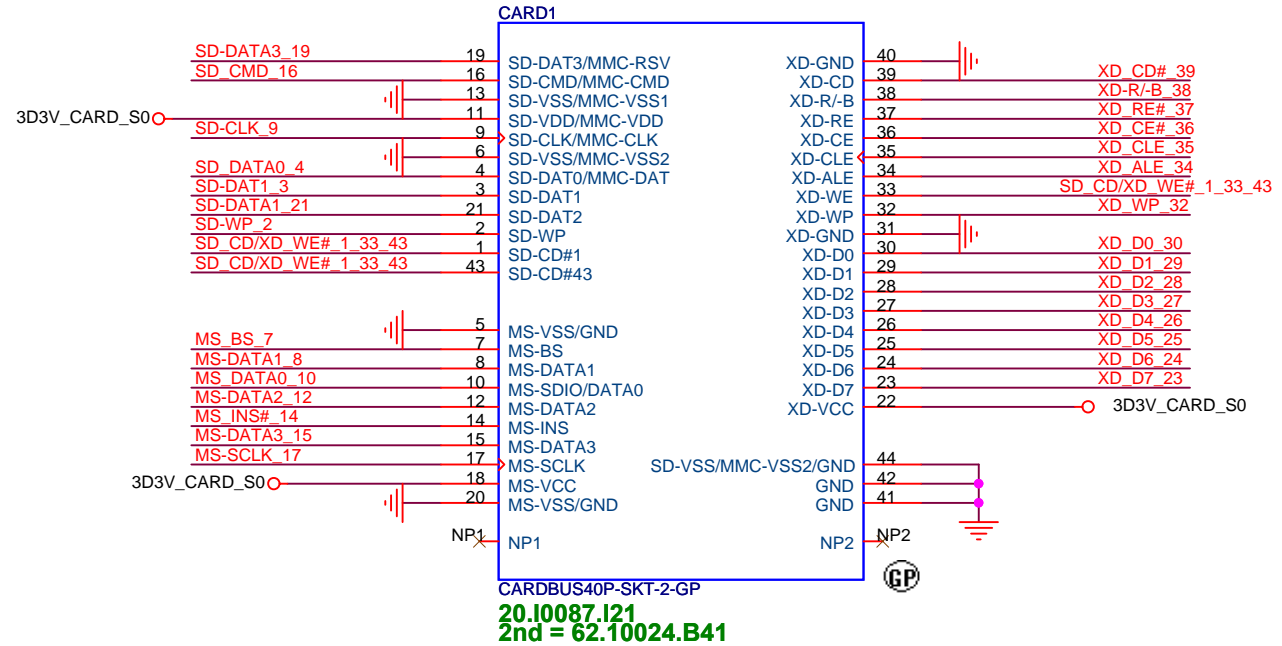 CARD1
SD-DATA3_19 19 SD-DAT3/MMC-RSV XD-GND 40
SD_CMD_16 16 SD-CMD/MMC-CMD XD-CD 39 XD_CD#_39
13 SD-VSS/MMC-VSS1 XD-R/-B 38 XD-R/-B_38
3D3V_CARD_S0 11 SD-VDD/MMC-VDD XD-RE 37 XD_RE#_37
SD-CLK_9 9 SD-CLK/MMC-CLK XD-CE 36 XD_CE#_36
6 SD-VSS/MMC-VSS2 XD-CLE 35 XD_CLE_35
SD_DATA0_4 4 SD-DAT0/MMC-DAT XD-ALE 34 XD_ALE_34
SD-DAT1_3 3 SD-DAT1 XD-WE 33 SD_CD/XD_WE#_1_33_43
SD-DATA1_21 21 SD-DAT2 XD-WP 32 XD_WP_32
SD-WP_2 2 SD-WP XD-GND 31
SD_CD/XD_WE#_1_33_43 1 SD-CD#1 XD-D0 30 XD_D0_30
SD_CD/XD_WE#_1_33_43 43 SD-CD#43 XD-D1 29 XD_D1_29
XD-D2 28 XD_D2_28
XD-D3 27 XD_D3_27
5 MS-VSS/GND XD-D4 26 XD_D4_26
MS_BS_7 7 MS-BS XD-D5 25 XD_D5_25
MS-DATA1_8 8 MS-DATA1 XD-D6 24 XD_D6_24
MS_DATA0_10 10 MS-SDIO/DATA0 XD-D7 23 XD_D7_23
MS-DATA2_12 12 MS-DATA2 XD-VCC 22 3D3V_CARD_S0
MS_INS#_14 14 MS-INS
MS-DATA3_15 15 MS-DATA3
MS-SCLK_17 17 MS-SCLK SD-VSS/MMC-VSS2/GND 44
3D3V_CARD_S0 18 MS-VCC GND 42
20 MS-VSS/GND GND 41
NP1 NP1 NP2 NP2
GP
CARDBUS40P-SKT-2-GP
20.I0087.I21
2nd = 62.10024.B41